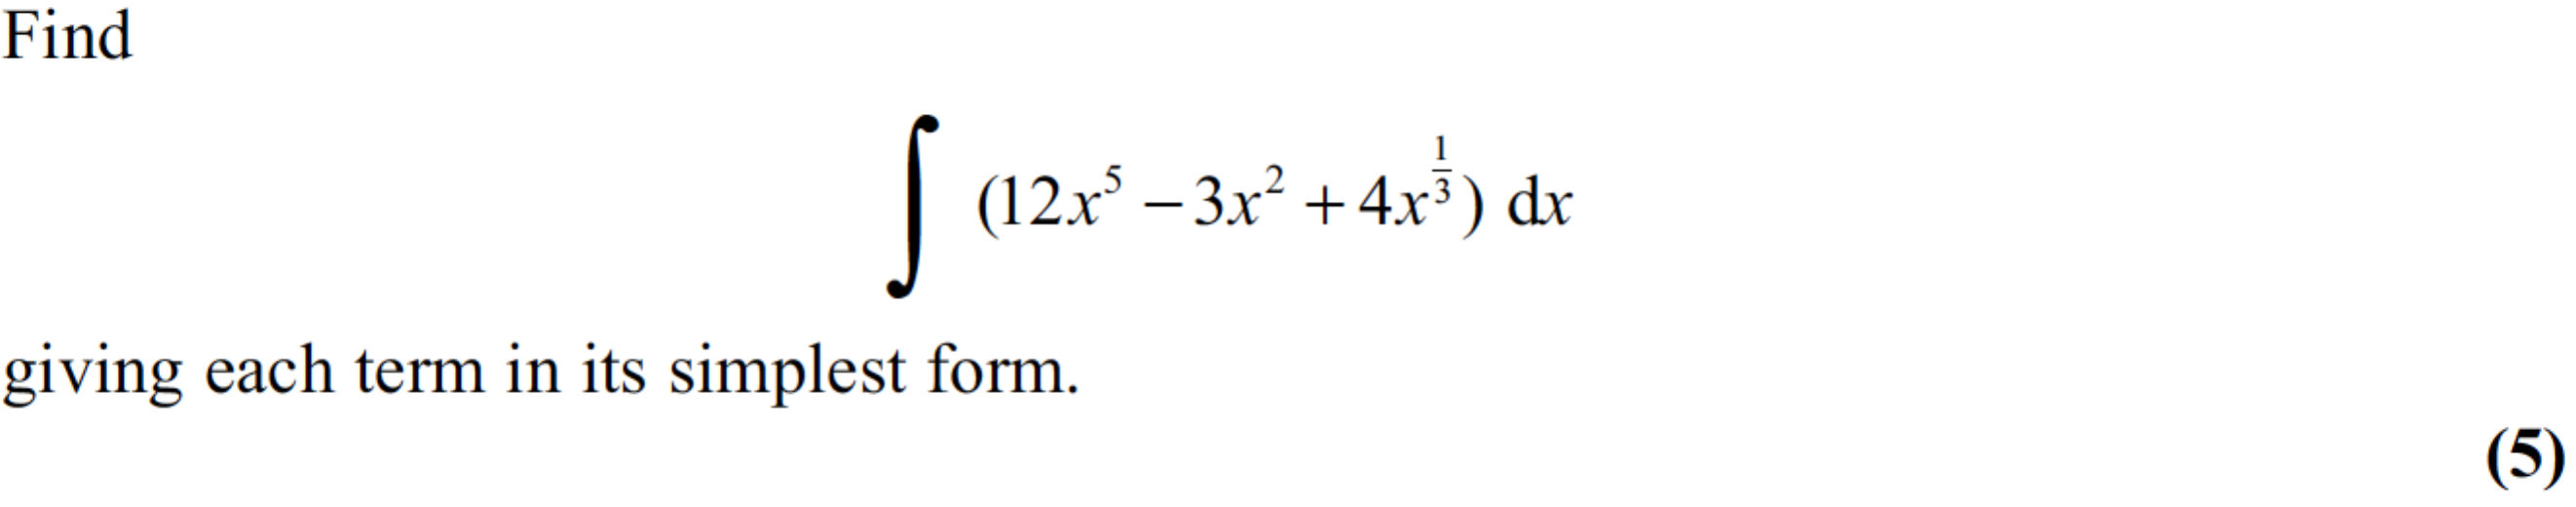 Find
∫ (12x⁵ − 3x² + 4x^(1/3)) dx
giving each term in its simplest form.
(5)